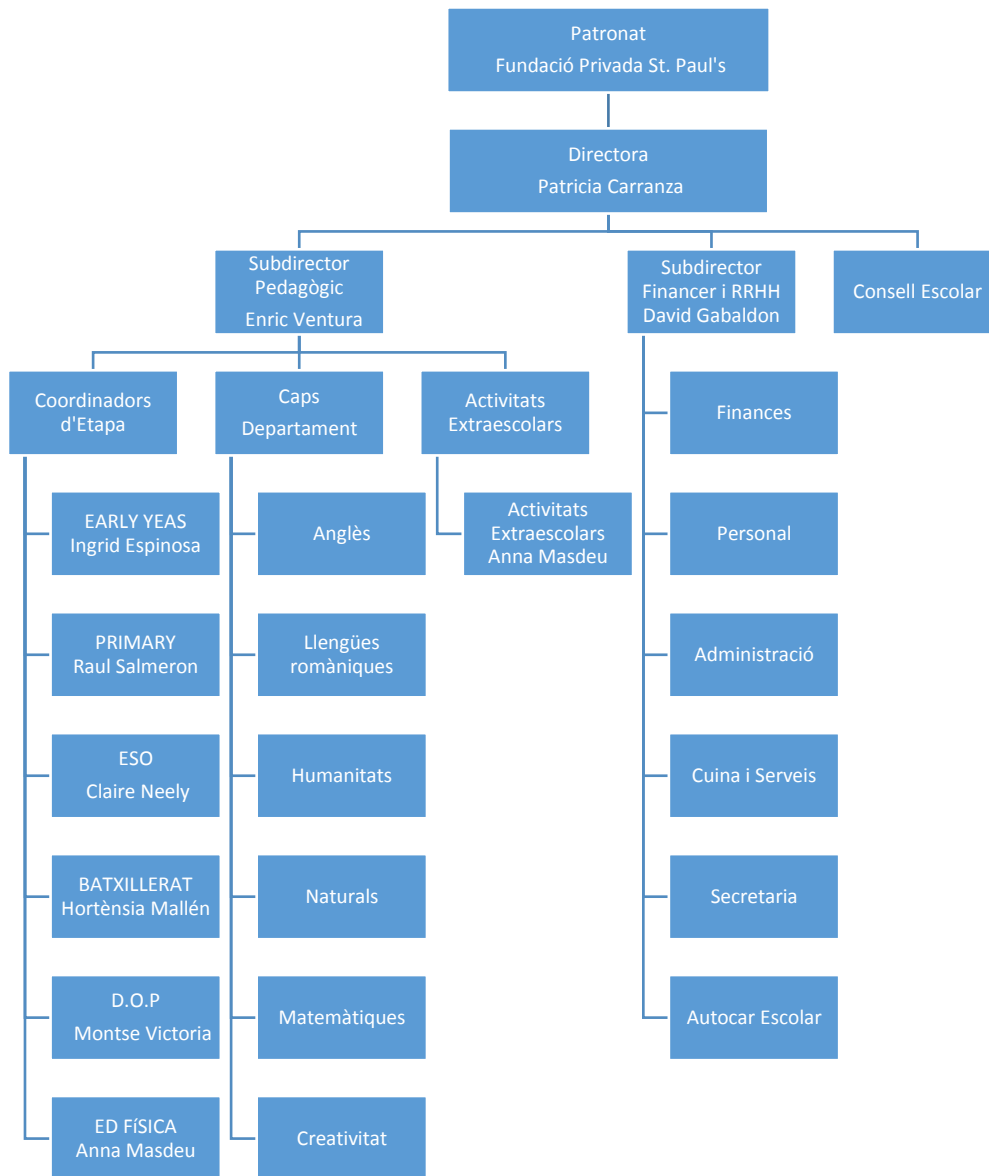 Patronat
Fundació Privada St. Paul's
Directora
Patricia Carranza
Subdirector
Pedagògic
Enric Ventura
Subdirector
Financer i RRHH
David Gabaldon
Consell Escolar
Coordinadors
d'Etapa
Caps
Departament
Activitats
Extraescolars
Finances
EARLY YEAS
Ingrid Espinosa
Anglès
Activitats
Extraescolars
Anna Masdeu
Personal
PRIMARY
Raul Salmeron
Llengües
romàniques
Administració
ESO
Claire Neely
Humanitats
Cuina i Serveis
BATXILLERAT
Hortènsia Mallén
Naturals
Secretaria
D.O.P
Montse Victoria
Matemàtiques
Autocar Escolar
ED FíSICA
Anna Masdeu
Creativitat